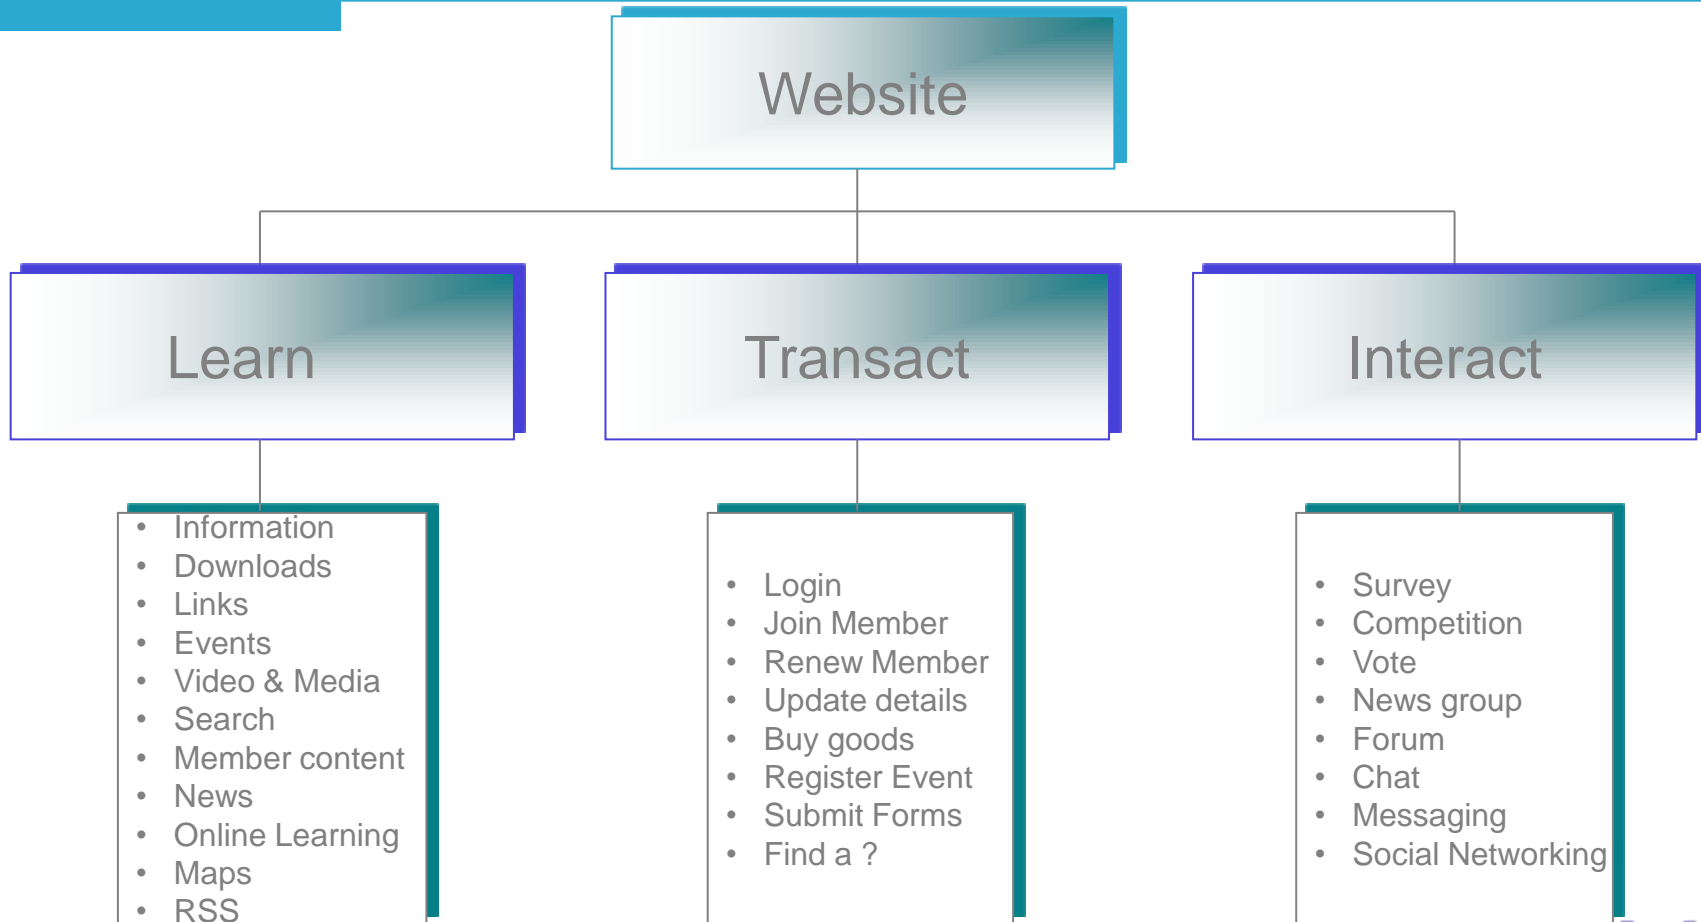 Website
Learn
Transact
Interact
• Information
• Downloads
• Links
• Events
• Video & Media
• Search
• Member content
• News
• Online Learning
• Maps
• RSS
• Login
• Join Member
• Renew Member
• Update details
• Buy goods
• Register Event
• Submit Forms
• Find a ?
• Survey
• Competition
• Vote
• News group
• Forum
• Chat
• Messaging
• Social Networking